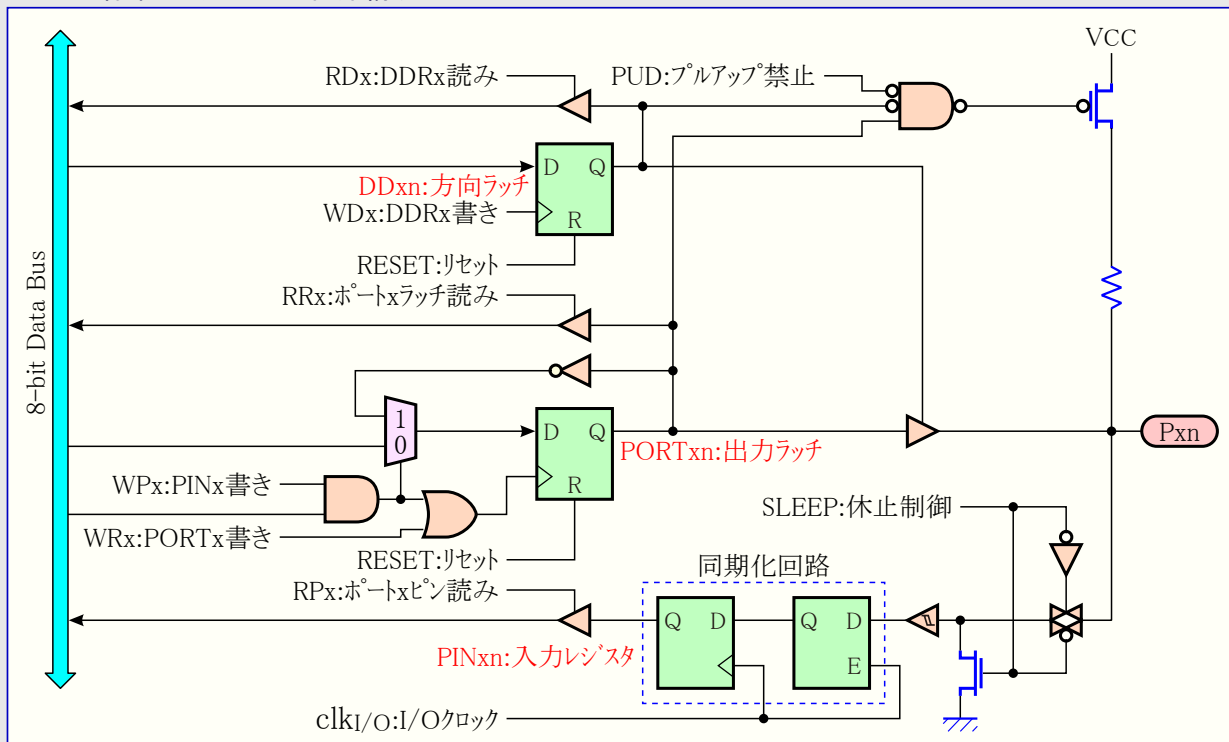 VCC
RDx:DDRx読み
PUD:プルアップ禁止
D
Q
DDxn:方向ラッチ
WDx:DDRx書き
R
RESET:リセット
RRx:ポートxラッチ読み
8-bit Data Bus
1
0
D
Q
PORTxn:出力ラッチ
Pxn
WPx:PINx書き
R
SLEEP:休止制御
WRx:PORTx書き
RESET:リセット
同期化回路
RPx:ポートxピン読み
Q
D
Q
D
PINxn:入力レジスタ
E
clkI/O:I/Oクロック